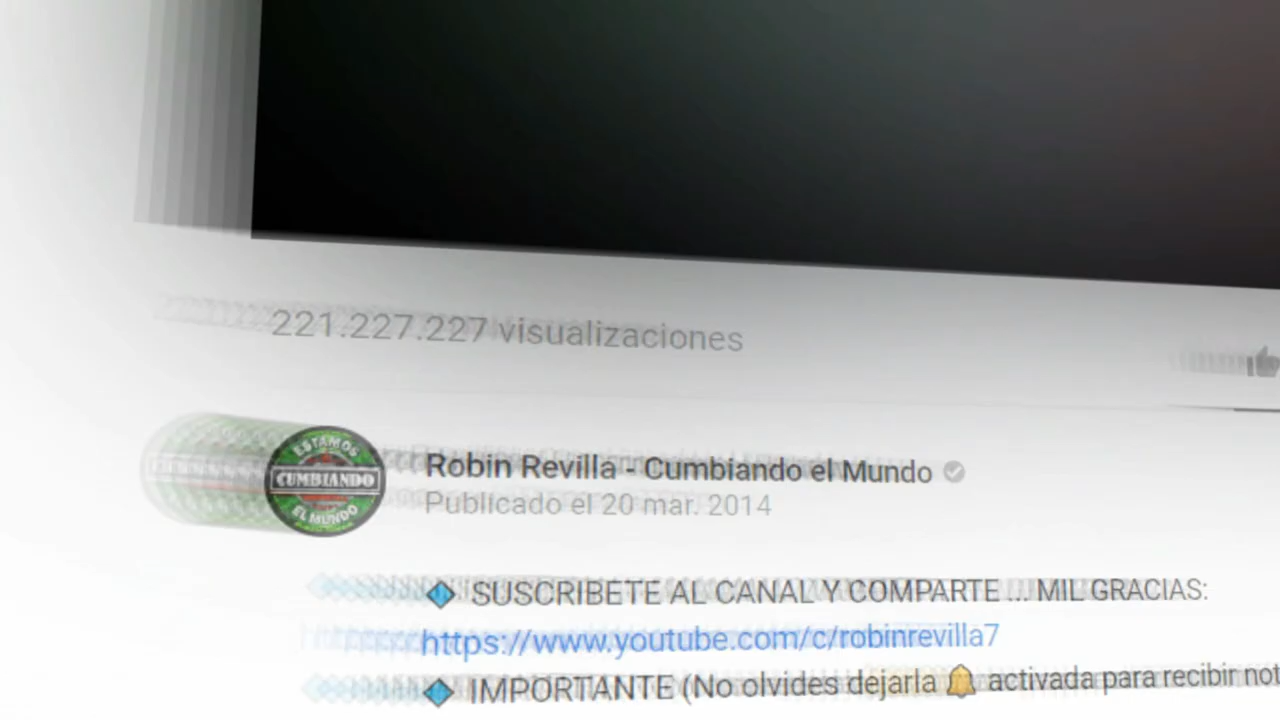 221.227.227 visualizaciones
ESTAMOS
CUMBIANDO
EL MUNDO
Robin Revilla - Cumbiando el Mundo
Publicado el 20 mar. 2014
SUSCRIBETE AL CANAL Y COMPARTE ... MIL GRACIAS:
https://www.youtube.com/c/robinrevilla7
IMPORTANTE (No olvides dejarla 🔔 activada para recibir not